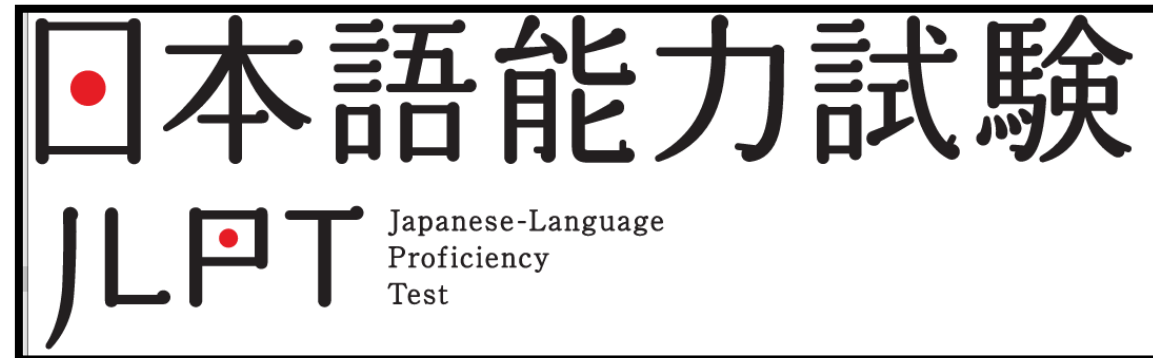 日本語能力試験
JLPT
Japanese-Language
Proficiency
Test